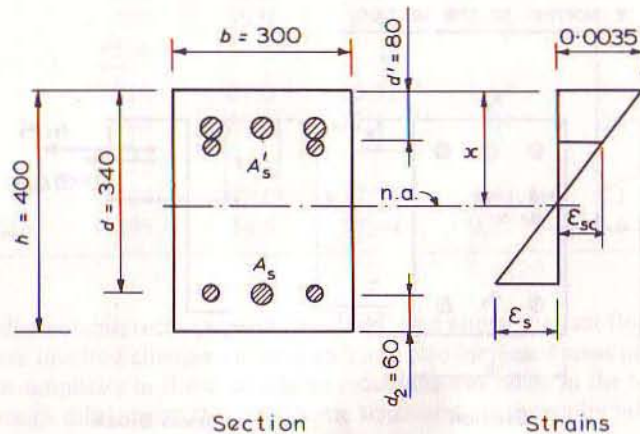 b = 300
d' = 80
0·0035
h = 400
d = 340
A's
x
n.a.
εsc
As
εs
d2 = 60
Section
Strains